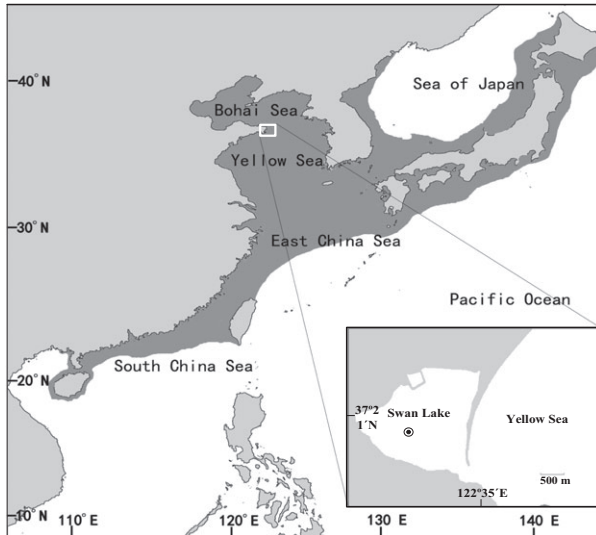 40° N
Sea of Japan
Bohai Sea
Yellow Sea
30° N
East China Sea
Pacific Ocean
South China Sea
20° N
37°2
1′N
Swan Lake
Yellow Sea
500 m
122°35′E
10° N
110° E
120° E
130° E
140° E